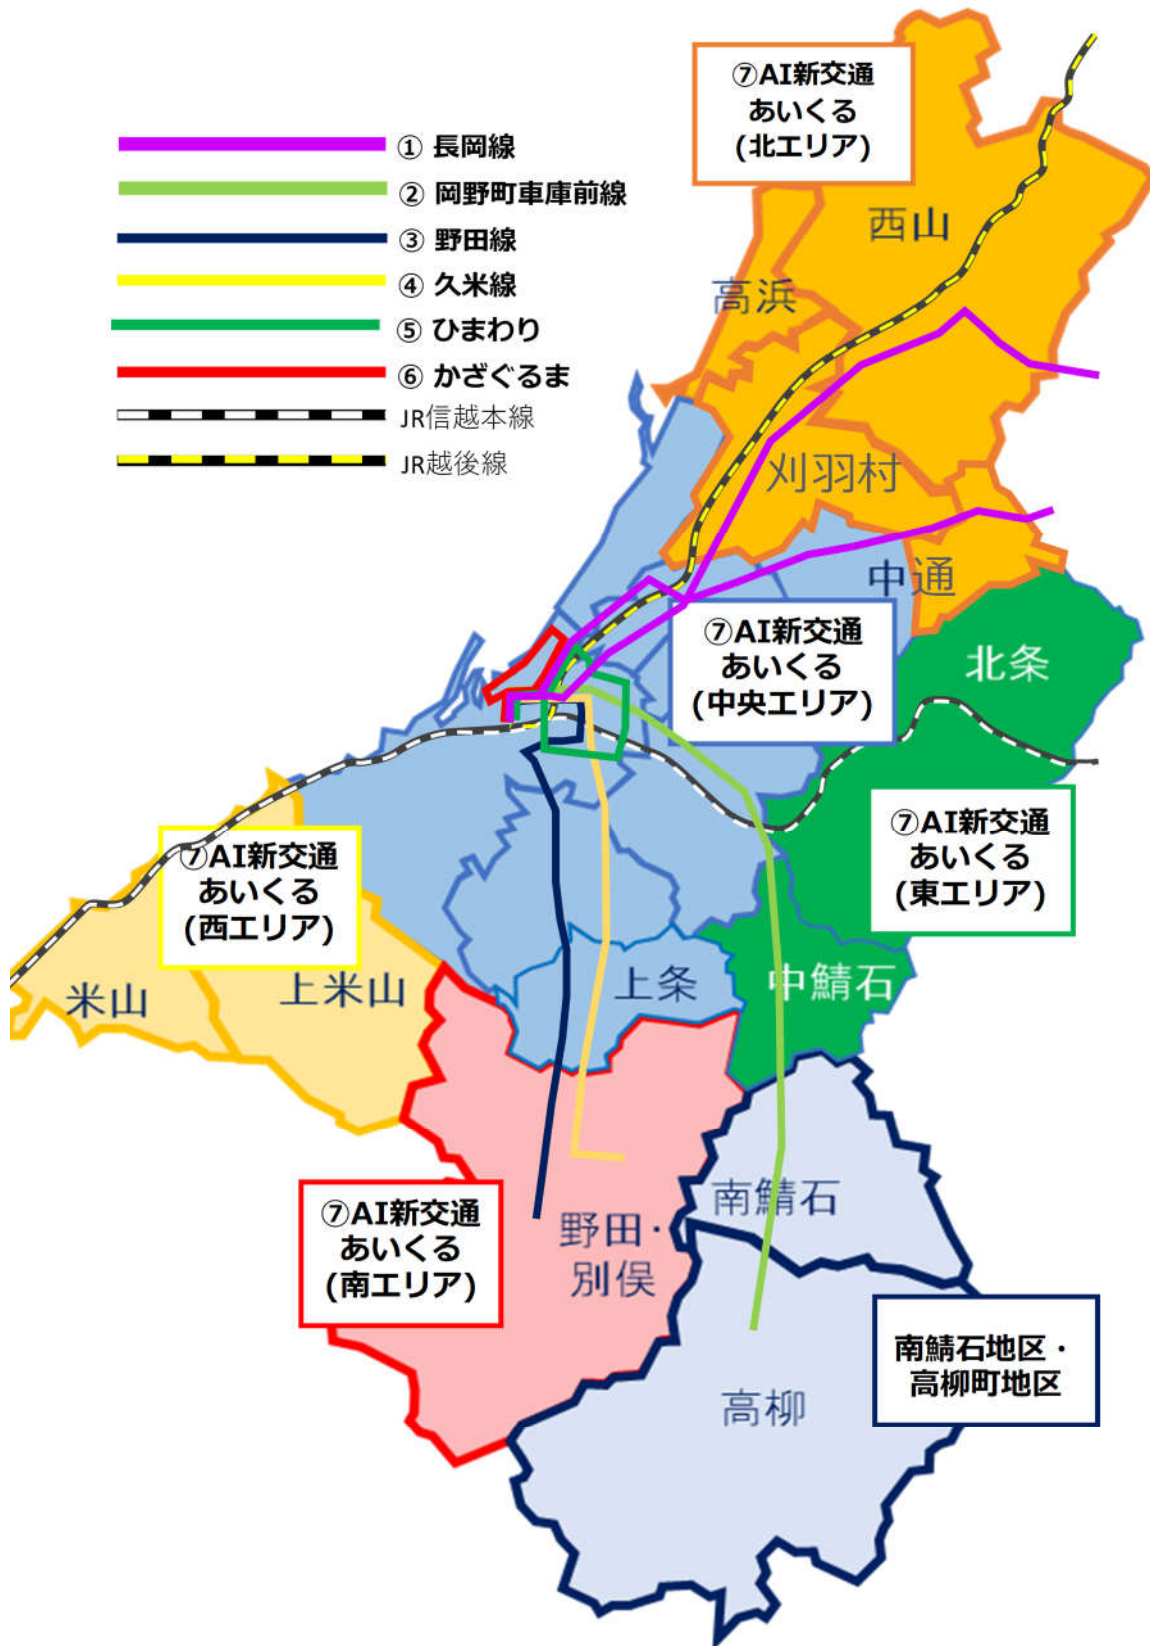 ⑦AI新交通
あいくる
(北エリア)
① 長岡線
② 岡野町車庫前線
③ 野田線
④ 久米線
⑤ ひまわり
⑥ かざぐるま
JR信越本線
JR越後線
西山
高浜
刈羽村
中通
⑦AI新交通
あいくる
(中央エリア)
北条
⑦AI新交通
あいくる
(東エリア)
⑦AI新交通
あいくる
(西エリア)
米山
上米山
上条
中鯖石
南鯖石
⑦AI新交通
あいくる
(南エリア)
野田・
別俣
南鯖石地区・
高柳町地区
高柳